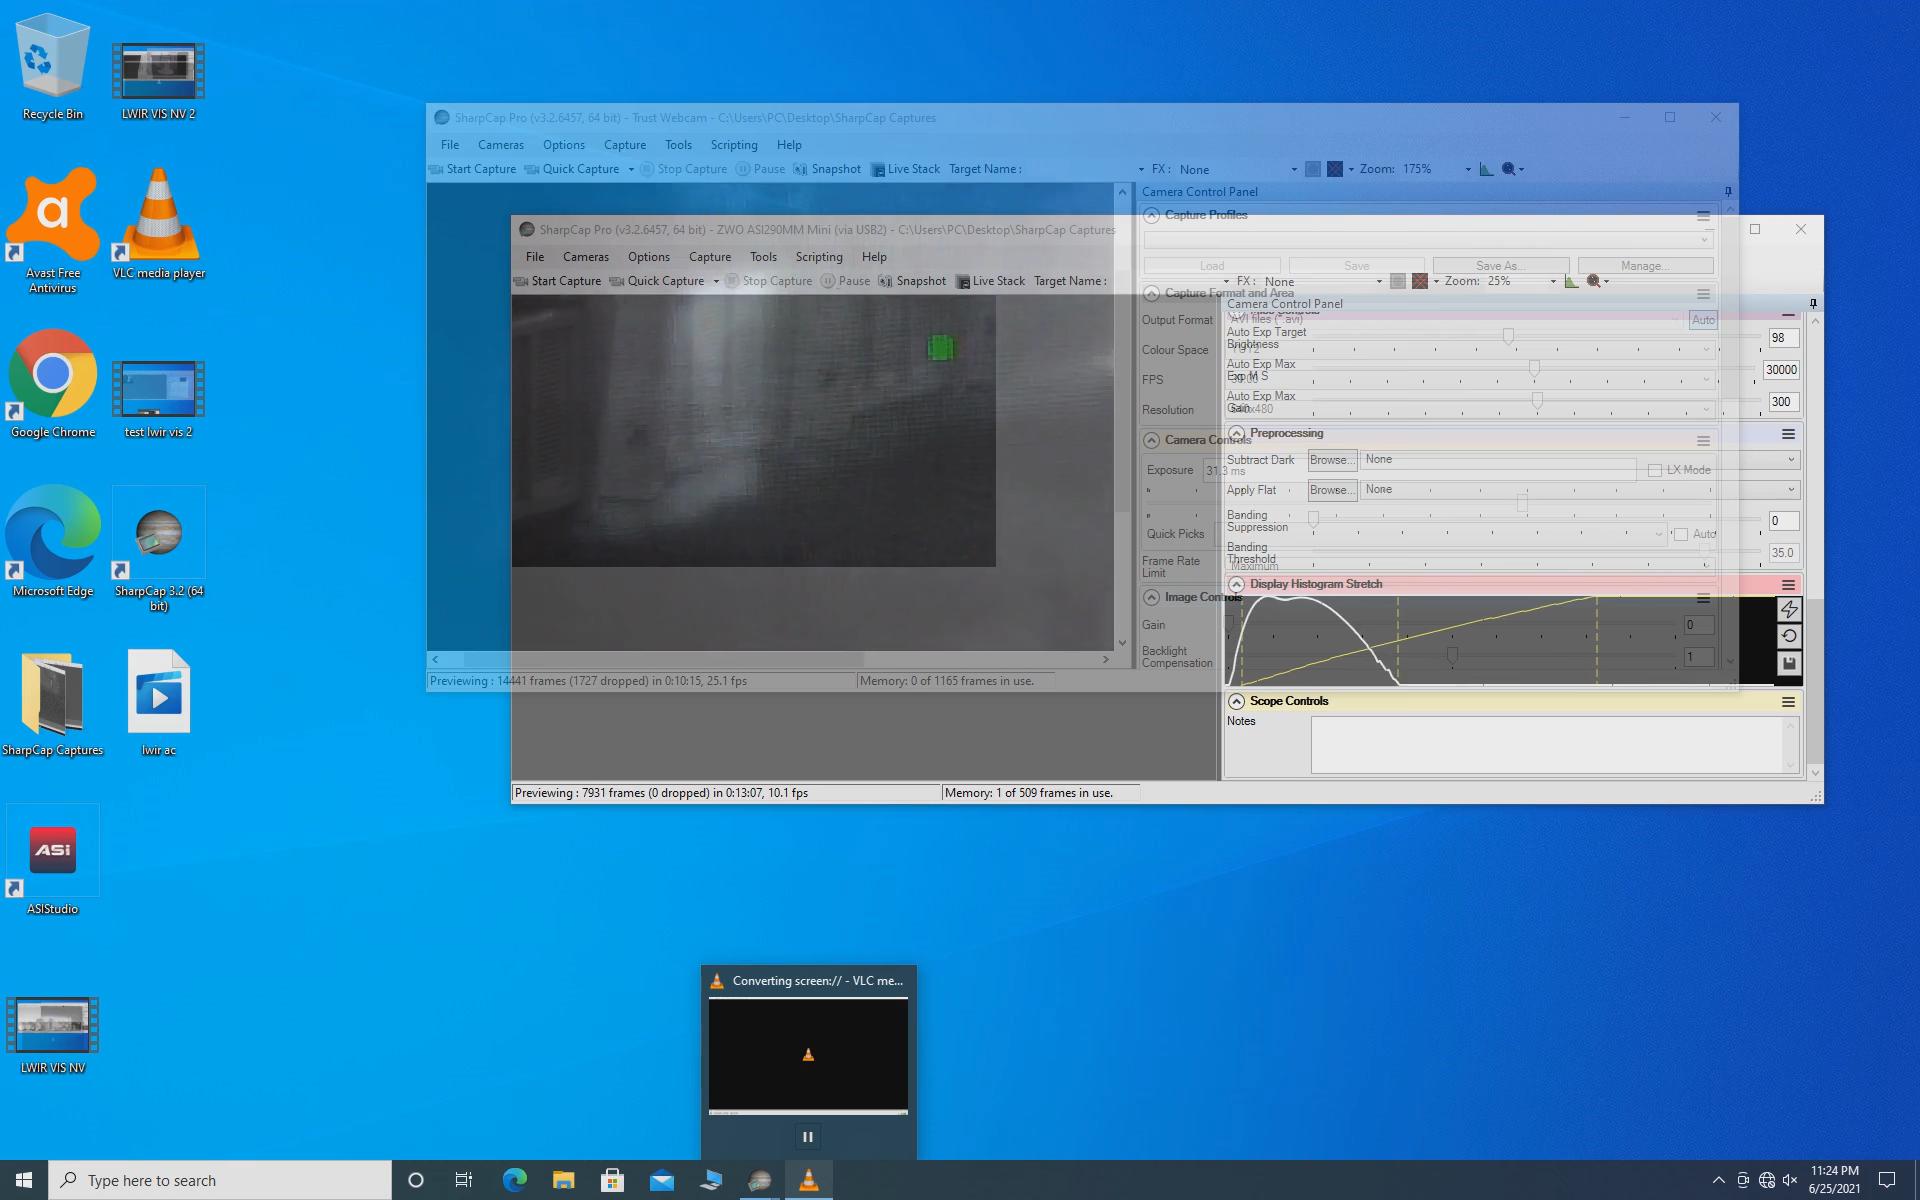 Recycle Bin
LWIR VIS NV 2
Avast Free
Antivirus
VLC media player
Google Chrome
test lwir vis 2
Microsoft Edge
SharpCap 3.2 (64
bit)
SharpCap Captures
lwir ac
ASi
ASIStudio
LWIR VIS NV
SharpCap Pro (v3.2.6457, 64 bit) - Trust Webcam - C:\Users\PC\Desktop\SharpCap Captures
File Cameras Options Capture Tools Scripting Help
Start Capture Quick Capture Stop Capture Pause Snapshot Live Stack Target Name : FX : None Zoom: 175%
Camera Control Panel
Capture Profiles
Load Save Save As... Manage...
Capture Format and Area
Output Format AVI files (*.avi) Auto
Colour Space
FPS
Resolution
Camera Controls
Exposure 31.3 ms LX Mode
Quick Picks Auto
Frame Rate
Limit
Maximum
Image Controls
Gain 0
Backlight
Compensation 1
Previewing : 14441 frames (1727 dropped) in 0:10:15, 25.1 fps Memory: 0 of 1165 frames in use.
SharpCap Pro (v3.2.6457, 64 bit) - ZWO ASI290MM Mini (via USB2) - C:\Users\PC\Desktop\SharpCap Captures
File Cameras Options Capture Tools Scripting Help
Start Capture Quick Capture Stop Capture Pause Snapshot Live Stack Target Name : FX : None Zoom: 25%
Camera Control Panel
Auto Exp Target
Brightness 98
Auto Exp Max
Exp M S 30000
Auto Exp Max
Gain 300
Preprocessing
Subtract Dark Browse... None
Apply Flat Browse... None
Banding
Suppression 0
Banding
Threshold 35.0
Display Histogram Stretch
Scope Controls
Notes
Previewing : 7931 frames (0 dropped) in 0:13:07, 10.1 fps Memory: 1 of 509 frames in use.
Converting screen:// - VLC me...
Type here to search
11:24 PM
6/25/2021